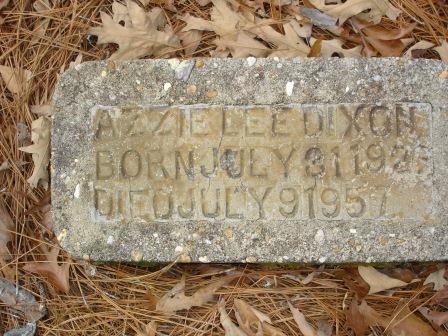 AZZIE LEE DIXON
BORN JULY 31
DIED JULY 9 1957